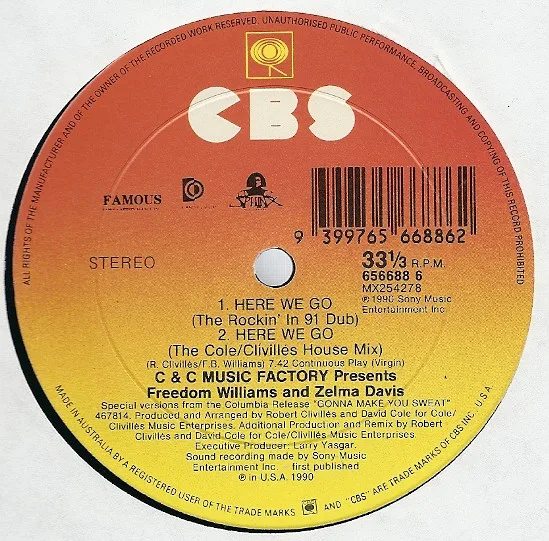 ALL RIGHTS OF THE MANUFACTURER AND OF THE OWNER OF THE RECORDED WORK RESERVED. UNAUTHORISED PUBLIC PERFORMANCE, BROADCASTING AND COPYING OF THIS RECORD PROHIBITED
CBS
FAMOUS
SPHINX
9 399765 668862
STEREO
33⅓ R.P.M.
656688 6
MX254278
℗ 1990 Sony Music
Entertainment Inc.
1. HERE WE GO
(The Rockin' In 91 Dub)
2. HERE WE GO
(The Cole/Clivillés House Mix)
(R. Clivillés/F.B. Williams) 7.42 Continuous Play (Virgin)
C & C MUSIC FACTORY Presents
Freedom Williams and Zelma Davis
Special versions from the Columbia Release "GONNA MAKE YOU SWEAT"
467814. Produced and Arranged by Robert Clivillés and David Cole for Cole/
Clivillés Music Enterprises. Additional Production and Remix by Robert
Clivillés and David Cole for Cole/Clivillés Music Enterprises.
Executive Producer: Larry Yasgar.
Sound recording made by Sony Music
Entertainment Inc. — first published
℗ in U.S.A. 1990
MADE IN AUSTRALIA BY A REGISTERED USER OF THE TRADE MARKS AND "CBS" ARE TRADE MARKS OF CBS INC. U.S.A.